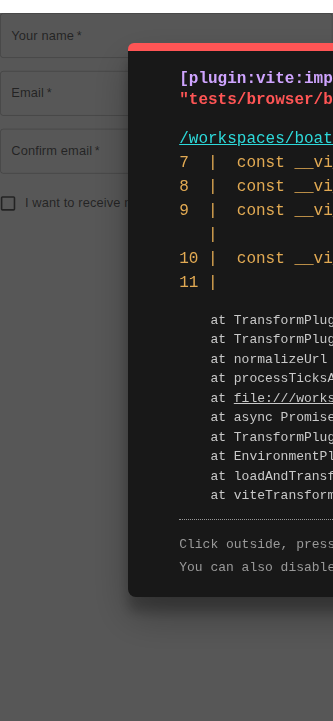 Your name *
Email *
Confirm email *
I want to receive
[plugin:vite:imp
"tests/browser/b
/workspaces/boat
7 | const __vi
8 | const __vi
9 | const __vi
|
10 | const __vi
11 |
at TransformPlug
at TransformPlug
at normalizeUrl
at processTicksA
at file:///works
at async Promise
at TransformPlug
at EnvironmentPl
at loadAndTransf
at viteTransform
Click outside, press
You can also disable